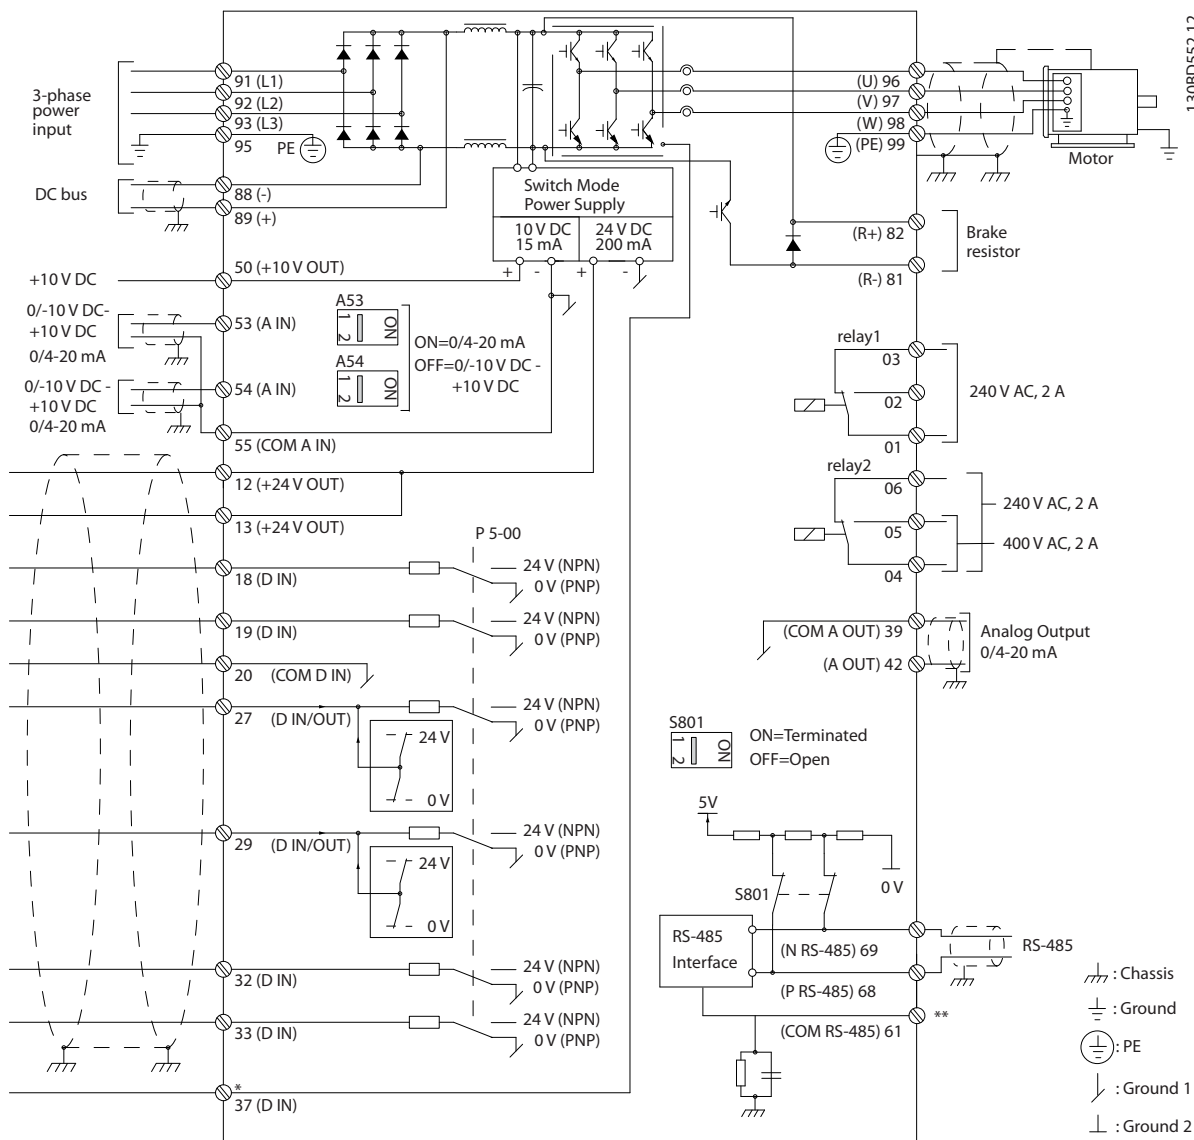 130BD552.12
3-phase
power
input
91 (L1)
92 (L2)
93 (L3)
95
PE
DC bus
88 (-)
89 (+)
Switch Mode
Power Supply
10 V DC
15 mA
24 V DC
200 mA
+
-
+
-
(U) 96
(V) 97
(W) 98
(PE) 99
Motor
(R+) 82
(R-) 81
Brake
resistor
+10 V DC
50 (+10 V OUT)
0/-10 V DC-
+10 V DC
0/4-20 mA
53 (A IN)
0/-10 V DC -
+10 V DC
0/4-20 mA
54 (A IN)
55 (COM A IN)
A53
1
2
ON
A54
1
2
ON
ON=0/4-20 mA
OFF=0/-10 V DC -
+10 V DC
12 (+24 V OUT)
13 (+24 V OUT)
P 5-00
18 (D IN)
24 V (NPN)
0 V (PNP)
19 (D IN)
24 V (NPN)
0 V (PNP)
20 (COM D IN)
27 (D IN/OUT)
24 V (NPN)
0 V (PNP)
24 V
0 V
29 (D IN/OUT)
24 V (NPN)
0 V (PNP)
24 V
0 V
32 (D IN)
24 V (NPN)
0 V (PNP)
33 (D IN)
24 V (NPN)
0 V (PNP)
*
37 (D IN)
relay1
03
02
01
240 V AC, 2 A
relay2
06
05
04
240 V AC, 2 A
400 V AC, 2 A
(COM A OUT) 39
(A OUT) 42
Analog Output
0/4-20 mA
S801
1
2
ON
ON=Terminated
OFF=Open
5V
0 V
S801
RS-485
Interface
(N RS-485) 69
(P RS-485) 68
(COM RS-485) 61
RS-485
**
: Chassis
: Ground
: PE
: Ground 1
: Ground 2